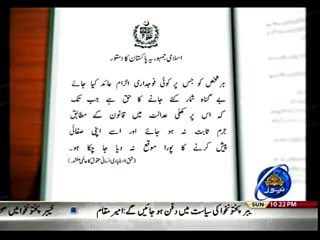 اسلامی جمہوریہ پاکستان کا دستور
ہر شخص کو جس پر کوئی فوجداری الزام عائد کیا جائے
بے گناہ شمار کئے جانے کا حق ہے جب تک
کہ اس پر کھلی عدالت میں قانون کے مطابق
جرم ثابت نہ ہو جائے اور اسے اپنی صفائی
پیش کرنے کا پورا موقع نہ دیا جا چکا ہو۔
نیوز
SUN 10:22 PM
خیبر پختونخوا کی سیاست میں دفن ہو جائیں گے: امیر مقام